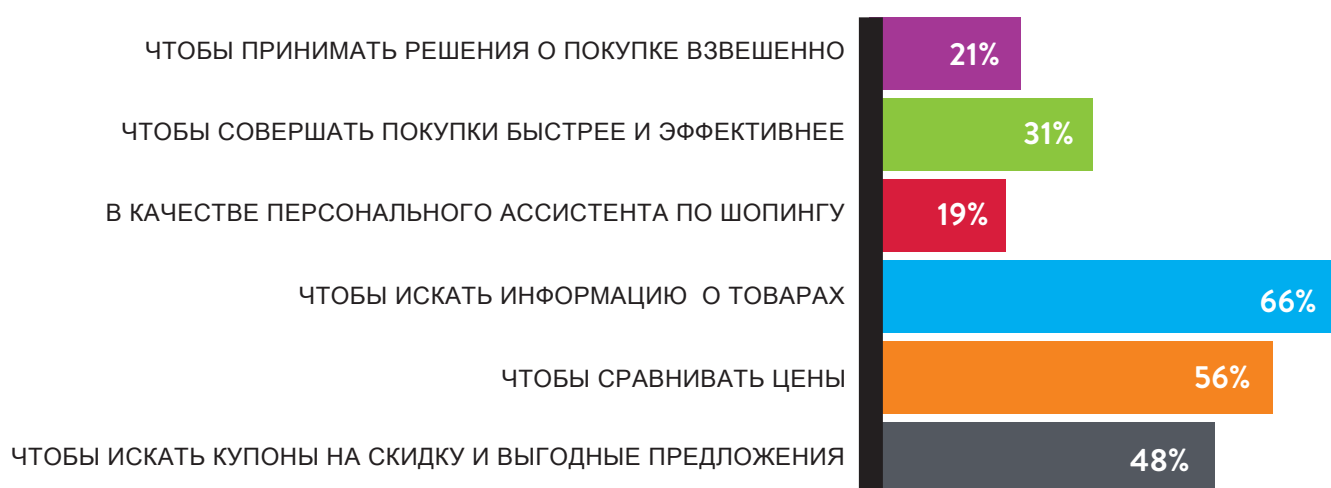 ЧТОБЫ ПРИНИМАТЬ РЕШЕНИЯ О ПОКУПКЕ ВЗВЕШЕННО 21%
ЧТОБЫ СОВЕРШАТЬ ПОКУПКИ БЫСТРЕЕ И ЭФФЕКТИВНЕЕ 31%
В КАЧЕСТВЕ ПЕРСОНАЛЬНОГО АССИСТЕНТА ПО ШОПИНГУ 19%
ЧТОБЫ ИСКАТЬ ИНФОРМАЦИЮ О ТОВАРАХ 66%
ЧТОБЫ СРАВНИВАТЬ ЦЕНЫ 56%
ЧТОБЫ ИСКАТЬ КУПОНЫ НА СКИДКУ И ВЫГОДНЫЕ ПРЕДЛОЖЕНИЯ 48%